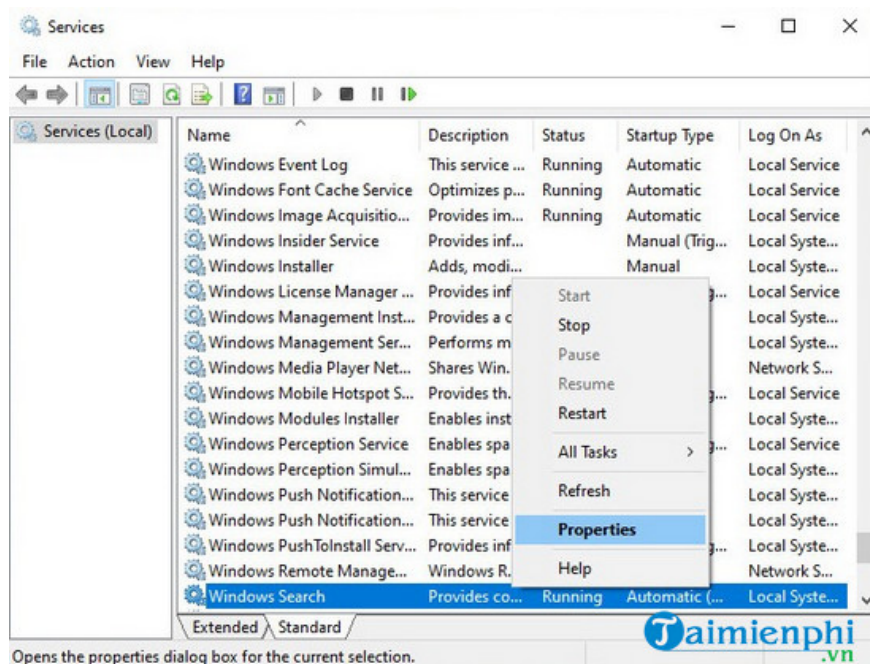 Services
File Action View Help
Services (Local)
Name Description Status Startup Type Log On As
Windows Event Log This service ... Running Automatic Local Service
Windows Font Cache Service Optimizes p... Running Automatic Local Service
Windows Image Acquisitio... Provides im... Running Automatic Local Service
Windows Insider Service Provides inf... Manual (Trig... Local Syste...
Windows Installer Adds, modi... Manual Local Syste...
Windows License Manager ... Provides inf Local Service
Windows Management Inst... Provides a c Local Syste...
Windows Management Ser... Performs m Local Syste...
Windows Media Player Net... Shares Win. Network S...
Windows Mobile Hotspot S... Provides th. Local Service
Windows Modules Installer Enables inst Local Syste...
Windows Perception Service Enables spa Local Service
Windows Perception Simul... Enables spa Local Syste...
Windows Push Notification... This service Local Syste...
Windows Push Notification... This service Local Syste...
Windows PushToInstall Serv... Provides inf Local Syste...
Windows Remote Manage... Windows R. Network S...
Windows Search Provides co... Running Automatic (... Local Syste...
Start
Stop
Pause
Resume
Restart
All Tasks
Refresh
Properties
Help
Extended Standard
Opens the properties dialog box for the current selection.
Taimienphi
.vn